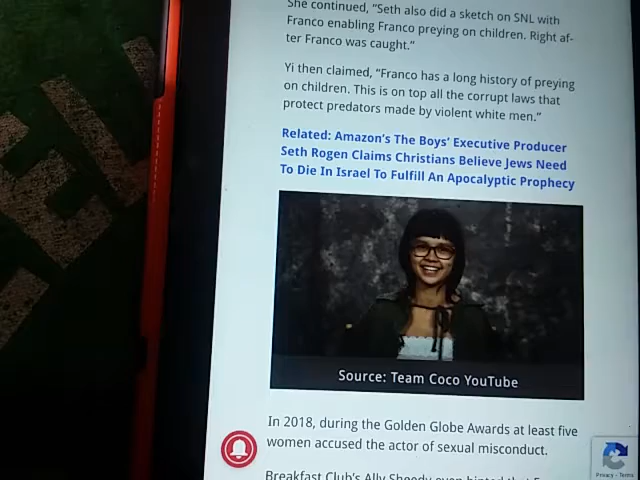 She continued, “Seth also did a sketch on SNL with
Franco enabling Franco preying on children. Right af-
ter Franco was caught.”
Yi then claimed, “Franco has a long history of preying
on children. This is on top all the corrupt laws that
protect predators made by violent white men.”
Related: Amazon’s The Boys’ Executive Producer
Seth Rogen Claims Christians Believe Jews Need
To Die In Israel To Fulfill An Apocalyptic Prophecy
Source: Team Coco YouTube
In 2018, during the Golden Globe Awards at least five
women accused the actor of sexual misconduct.
Breakfast Club’s Ally Sheedy even hinted that
Privacy - Terms